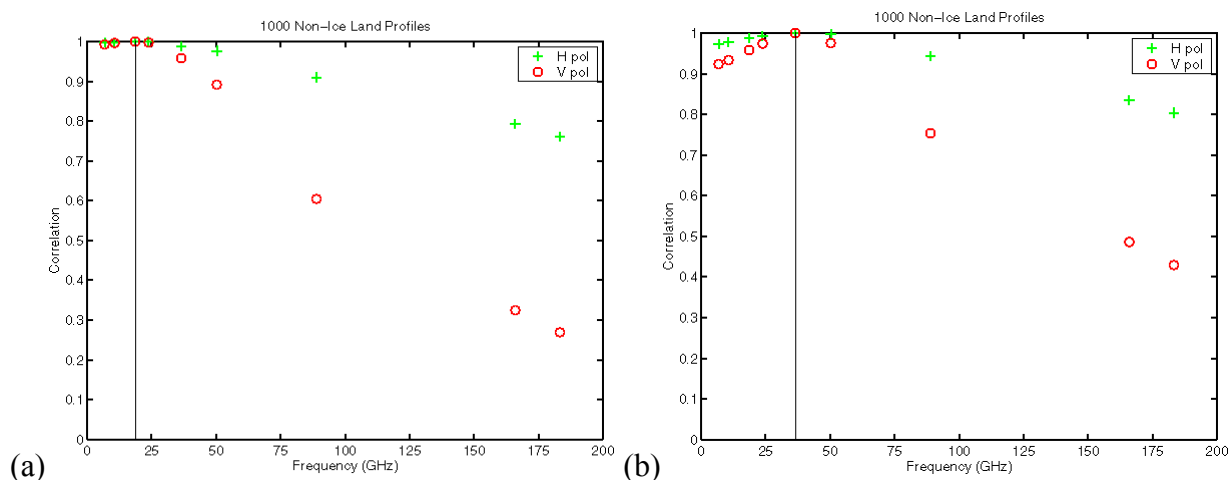 1000 Non-Ice Land Profiles
1
0.9
0.8
0.7
0.6
0.5
0.4
0.3
0.2
0.1
0
Correlation
H pol
V pol
0 25 50 75 100 125 150 175 200
Frequency (GHz)
(a)
1000 Non-Ice Land Profiles
1
0.9
0.8
0.7
0.6
0.5
0.4
0.3
0.2
0.1
0
Correlation
H pol
V pol
0 25 50 75 100 125 150 175 200
Frequency (GHz)
(b)